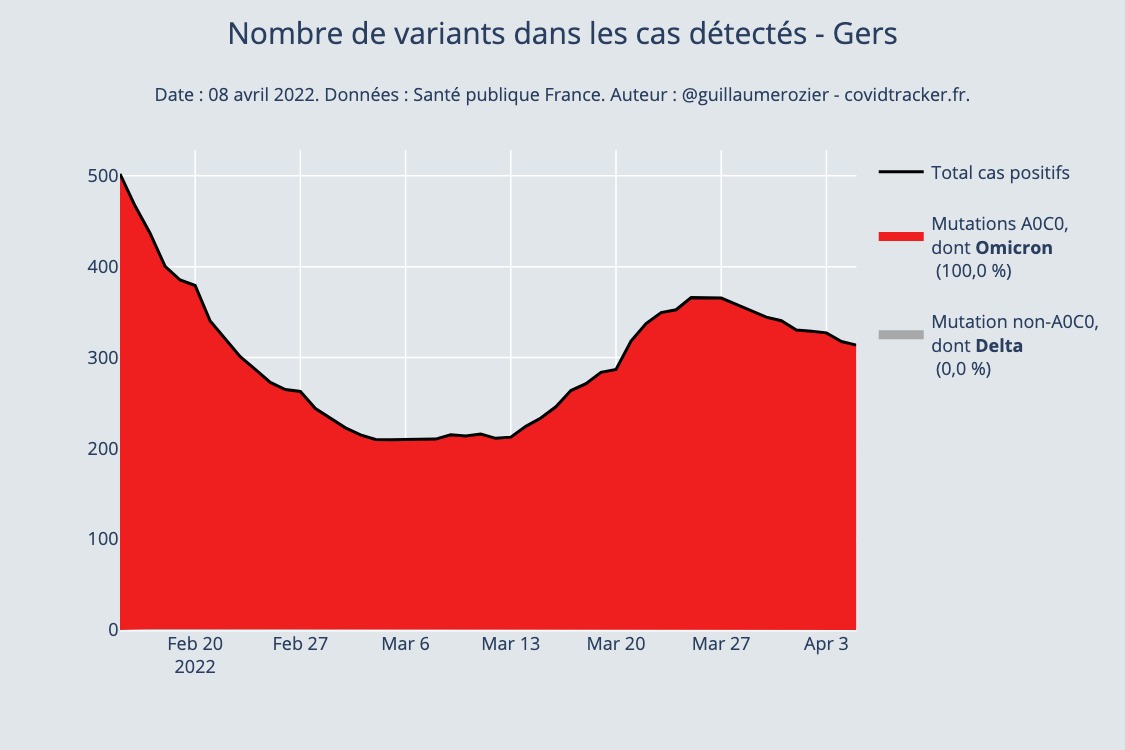 Nombre de variants dans les cas détectés - Gers
Date : 08 avril 2022. Données : Santé publique France. Auteur : @guillaumerozier - covidtracker.fr.
500
400
300
200
100
0
Feb 20
2022
Feb 27
Mar 6
Mar 13
Mar 20
Mar 27
Apr 3
Total cas positifs
Mutations A0C0,
dont Omicron
(100,0 %)
Mutation non-A0C0,
dont Delta
(0,0 %)